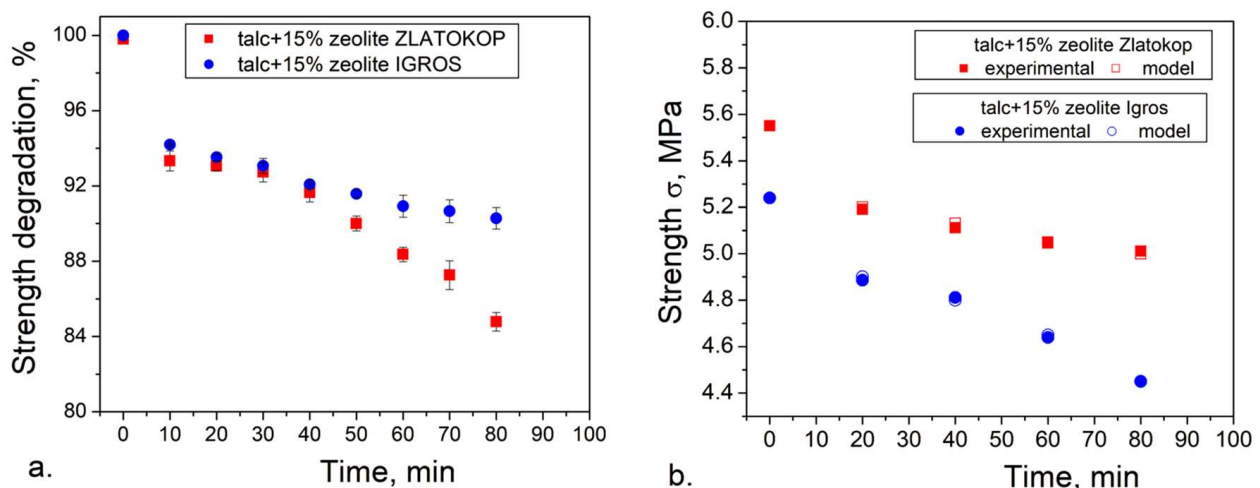 Strength degradation, %
100
96
92
88
84
80
talc+15% zeolite ZLATOKOP
talc+15% zeolite IGROS
0 10 20 30 40 50 60 70 80 90 100
Time, min
a.
Strength σ, MPa
6.0
5.8
5.6
5.4
5.2
5.0
4.8
4.6
4.4
talc+15% zeolite Zlatokop
experimental model
talc+15% zeolite Igros
experimental model
0 10 20 30 40 50 60 70 80 90 100
Time, min
b.